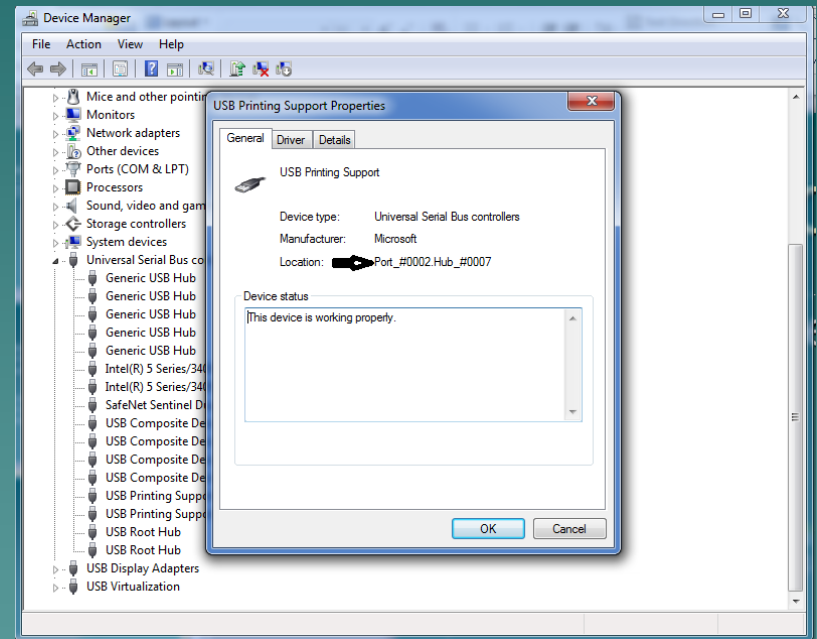 Device Manager
File Action View Help
Mice and other pointin
Monitors
Network adapters
Other devices
Ports (COM & LPT)
Processors
Sound, video and gam
Storage controllers
System devices
Universal Serial Bus co
Generic USB Hub
Generic USB Hub
Generic USB Hub
Generic USB Hub
Generic USB Hub
Intel(R) 5 Series/340
Intel(R) 5 Series/340
SafeNet Sentinel D
USB Composite De
USB Composite De
USB Composite De
USB Composite De
USB Printing Suppo
USB Printing Suppo
USB Root Hub
USB Root Hub
USB Display Adapters
USB Virtualization
USB Printing Support Properties
General Driver Details
USB Printing Support
Device type: Universal Serial Bus controllers
Manufacturer: Microsoft
Location: Port_#0002.Hub_#0007
Device status
This device is working properly.
OK Cancel